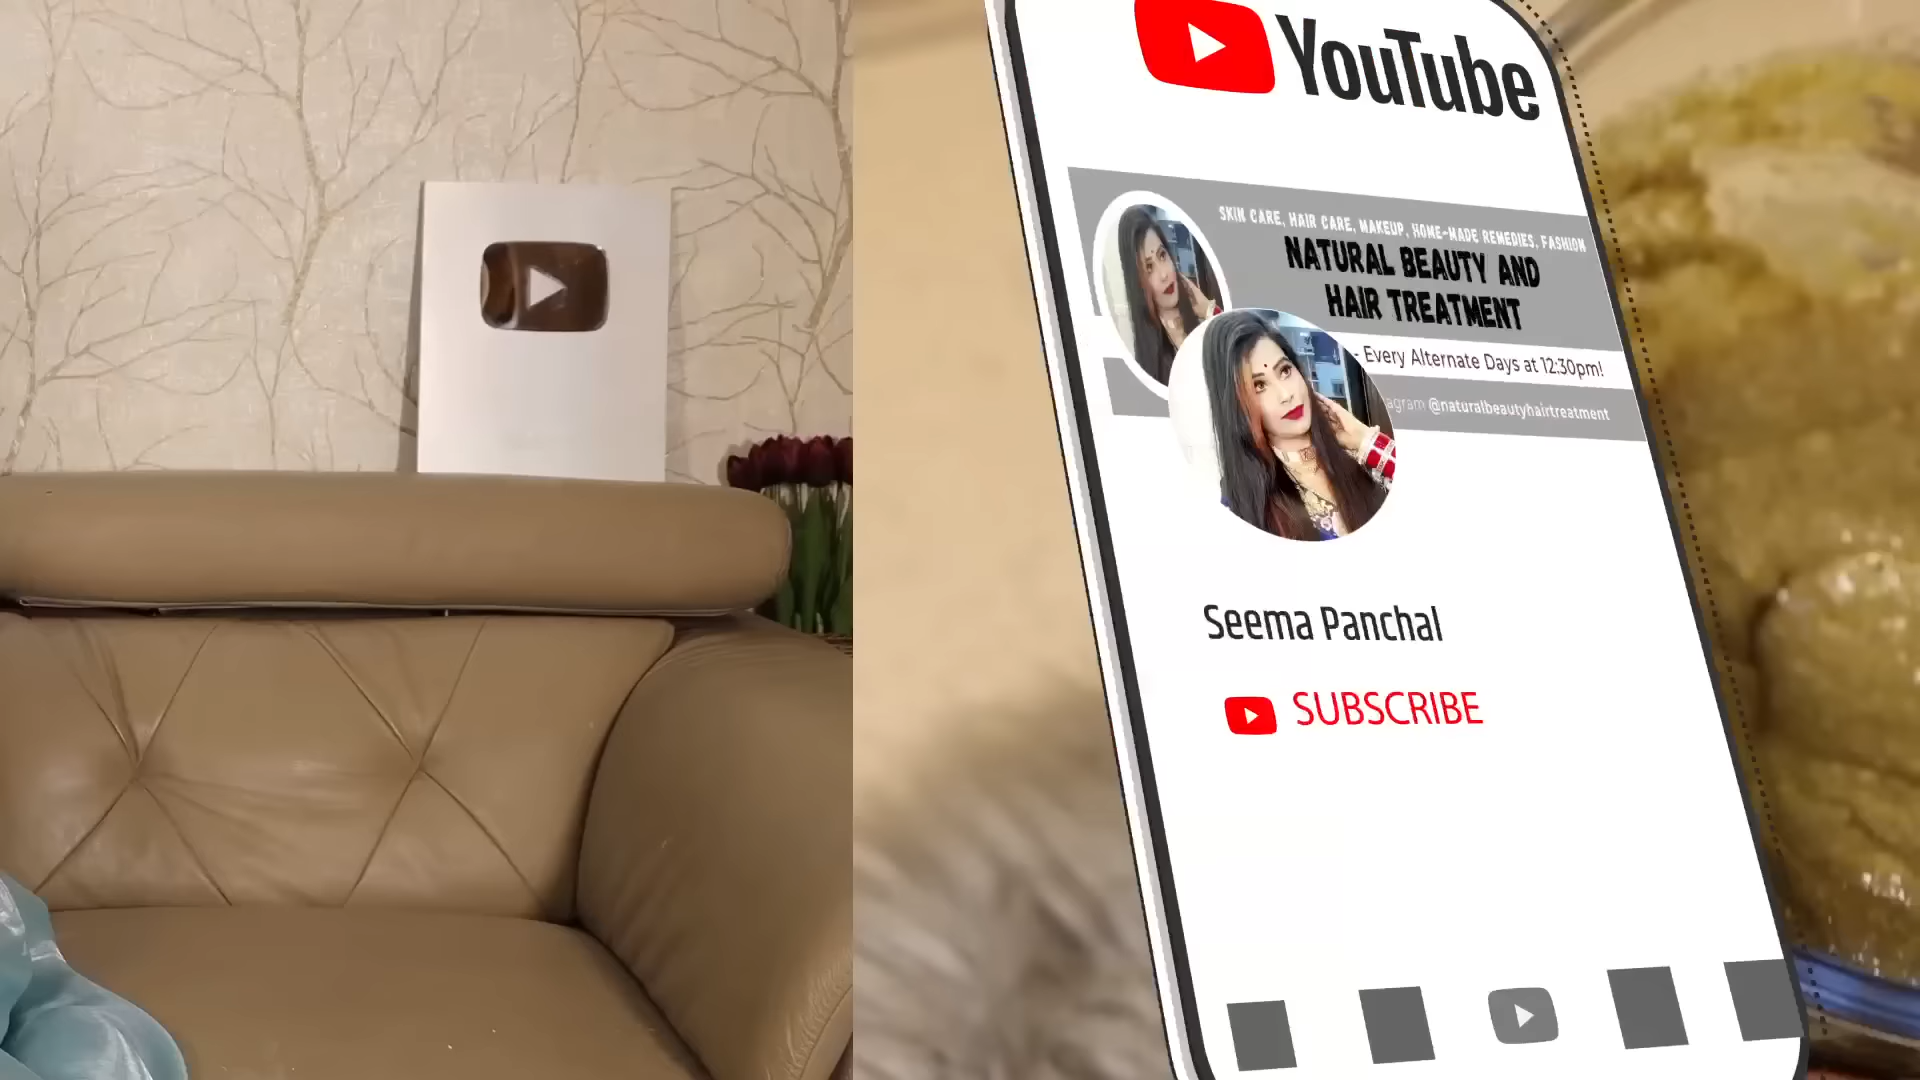 YouTube
SKIN CARE, HAIR CARE, MAKEUP, HOME-MADE REMEDIES, FASHION
NATURAL BEAUTY AND
HAIR TREATMENT
- Every Alternate Days at 12:30pm!
@naturalbeautyhairtreatment
Seema Panchal
SUBSCRIBE